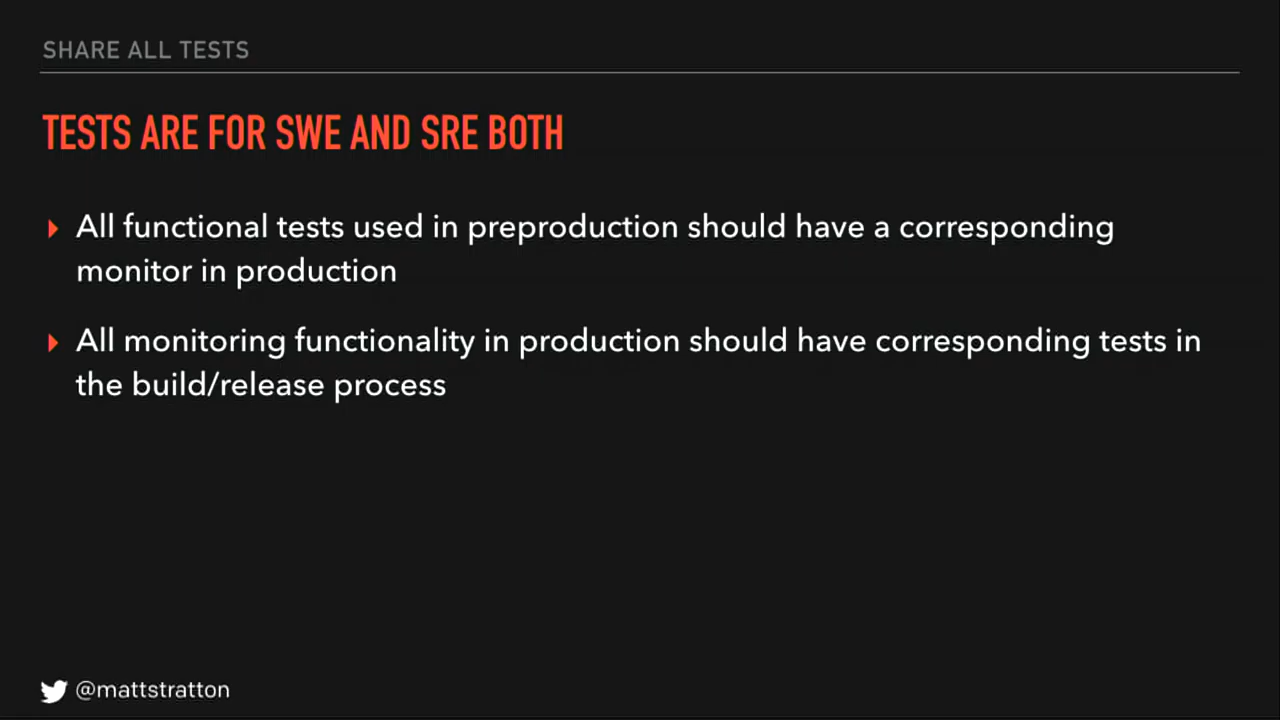 SHARE ALL TESTS
TESTS ARE FOR SWE AND SRE BOTH
All functional tests used in preproduction should have a corresponding
monitor in production
All monitoring functionality in production should have corresponding tests in
the build/release process
@mattstratton